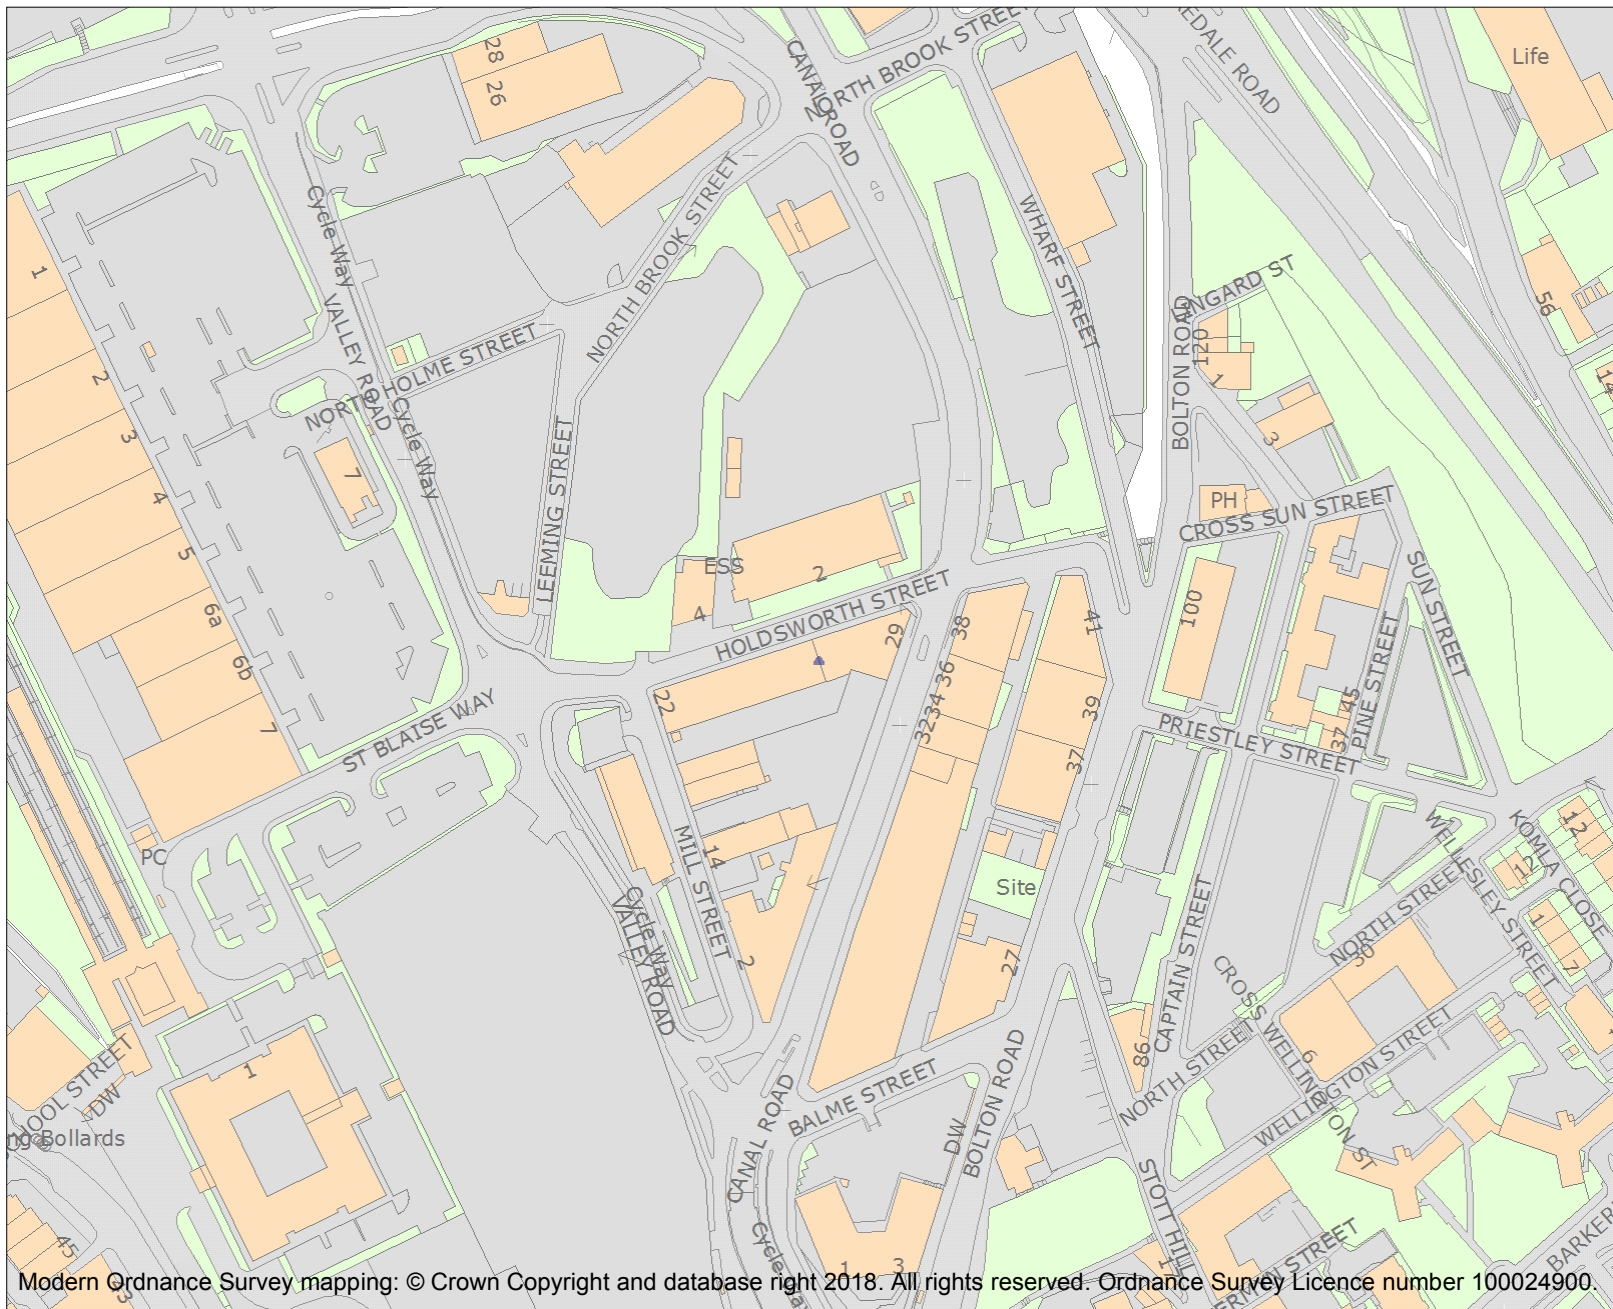 28
26
CANAL ROAD
NORTH BROOK STREET
Life
Cycle Way
VALLEY ROAD
NORTH BROOK STREET
WHARF STREET
LINGARD ST
BOLTON ROAD
120
1
56
1
2
3
4
5
6a
6b
7
NORTH HOLME STREET
Cycle Way
7
LEEMING STREET
3
PH
CROSS SUN STREET
SUN STREET
ESS
2
4
HOLDSWORTH STREET
29
38
36
34
32
41
39
37
100
PINE STREET
45
37
PRIESTLEY STREET
22
ST BLAISE WAY
PC
MILL STREET
14
2
Cycle Way
VALLEY ROAD
Site
27
CAPTAIN STREET
86
WELLESLEY STREET
KOMLA CLOSE
12
12
1
7
NORTH STREET
30
CROSS WELLINGTON ST
6
NORTH STREET
WELLINGTON STREET
1
DW
Bollards
BALME STREET
CANAL ROAD
DW
BOLTON ROAD
STOTT HILL
Cycle Way
1
3
45
43
1
STREET
Modern Ordnance Survey mapping: © Crown Copyright and database right 2018. All rights reserved. Ordnance Survey Licence number 100024900.